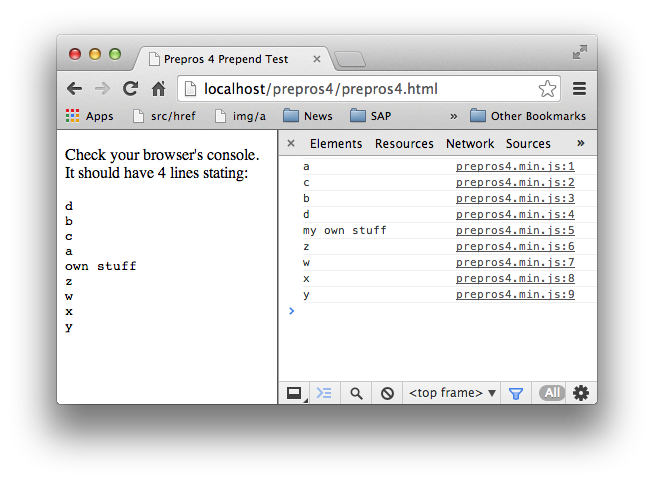 Prepros 4 Prepend Test
localhost/prepros4/prepros4.html
Apps src/href img/a News SAP » Other Bookmarks
Check your browser's console.
It should have 4 lines stating:
d
b
c
a
own stuff
z
w
x
y
× Elements Resources Network Sources »
a prepros4.min.js:1
c prepros4.min.js:2
b prepros4.min.js:3
d prepros4.min.js:4
my own stuff prepros4.min.js:5
z prepros4.min.js:6
w prepros4.min.js:7
x prepros4.min.js:8
y prepros4.min.js:9
>
<top frame> ▼ All